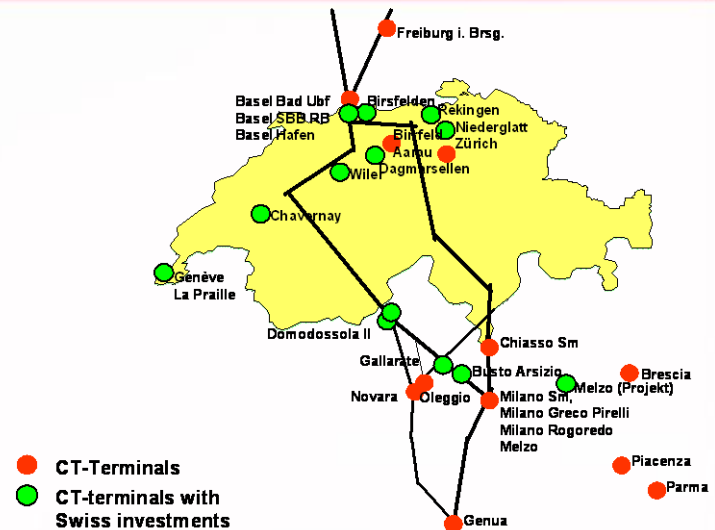 Freiburg i. Brsg.
Basel Bad Ubf
Birsfelden
Basel SBB RB
Basel Hafen
Rekingen
Niederglatt
Birrfeld
Zürich
Aarau
Dagmarsellen
Wiler
Chavornay
Genève
La Praille
Domodossola II
Chiasso Sm
Gallarate
Busto Arsizio
Brescia
Melzo (Projekt)
Novara
Oleggio
Milano Sm,
Milano Greco Pirelli
Milano Rogoredo
Melzo
Piacenza
Parma
Genua
CT-Terminals
CT-terminals with
Swiss investments